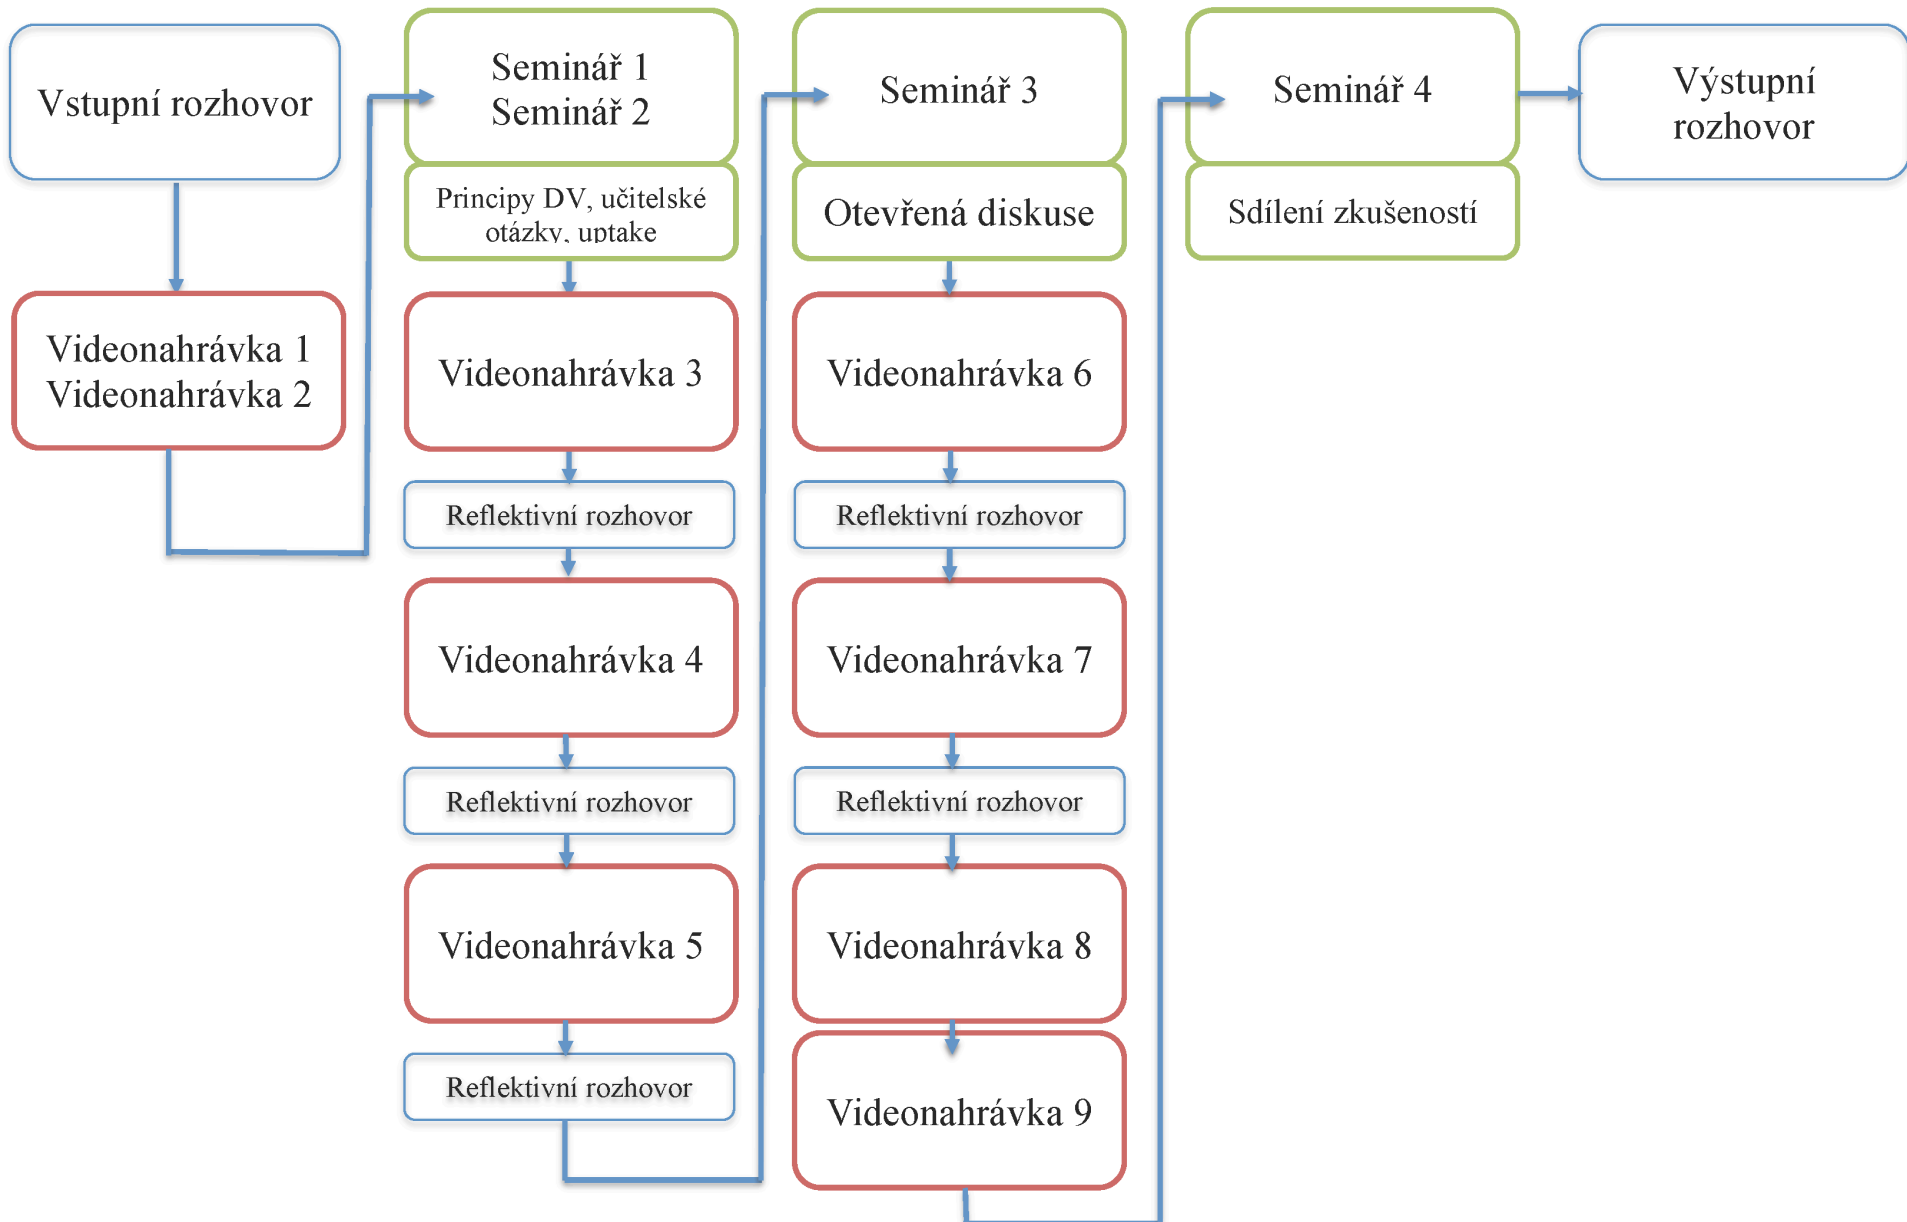 Vstupní rozhovor
Videonahrávka 1
Videonahrávka 2
Seminář 1
Seminář 2
Principy DV, učitelské
otázky, uptake
Videonahrávka 3
Reflektivní rozhovor
Videonahrávka 4
Reflektivní rozhovor
Videonahrávka 5
Reflektivní rozhovor
Seminář 3
Otevřená diskuse
Videonahrávka 6
Reflektivní rozhovor
Videonahrávka 7
Reflektivní rozhovor
Videonahrávka 8
Videonahrávka 9
Seminář 4
Sdílení zkušeností
Výstupní
rozhovor